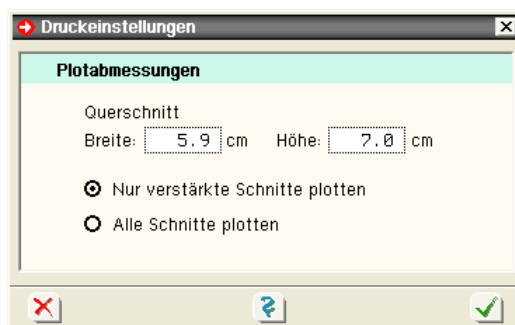 Druckeinstellungen
Plotabmessungen
Querschnitt
Breite: 5.9 cm Höhe: 7.0 cm
Nur verstärkte Schnitte plotten
Alle Schnitte plotten